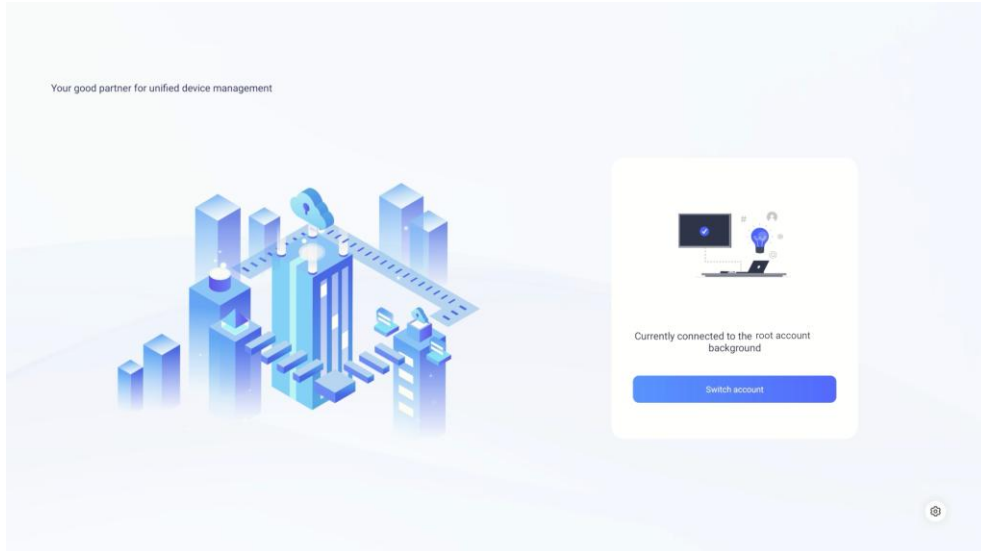 Your good partner for unified device management
Currently connected to the root account
background
Switch account